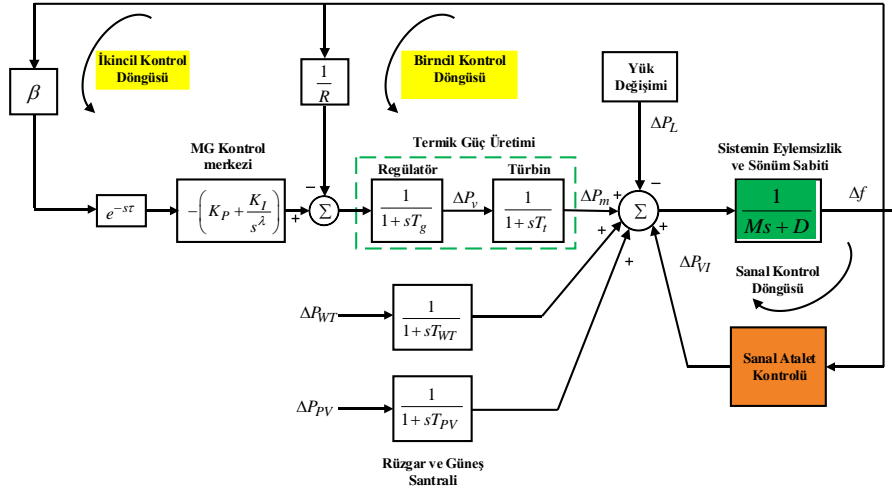 İkincil Kontrol
Döngüsü
Birncil Kontrol
Döngüsü
β
1
R
Yük
Değişimi
ΔP_L
MG Kontrol
merkezi
Termik Güç Üretimi
Sistemin Eylemsizlik
ve Sönüm Sabiti
Regülatör
Türbin
e^{-sτ}
-(K_P + K_I / s^λ)
−
+
Σ
1
1 + sT_g
ΔP_v
1
1 + sT_t
ΔP_m
+
−
Σ
+
+
+
1
Ms + D
Δf
ΔP_VI
Sanal Kontrol
Döngüsü
ΔP_WT
1
1 + sT_WT
Sanal Atalet
Kontrolü
ΔP_PV
1
1 + sT_PV
Rüzgar ve Güneş
Santrali